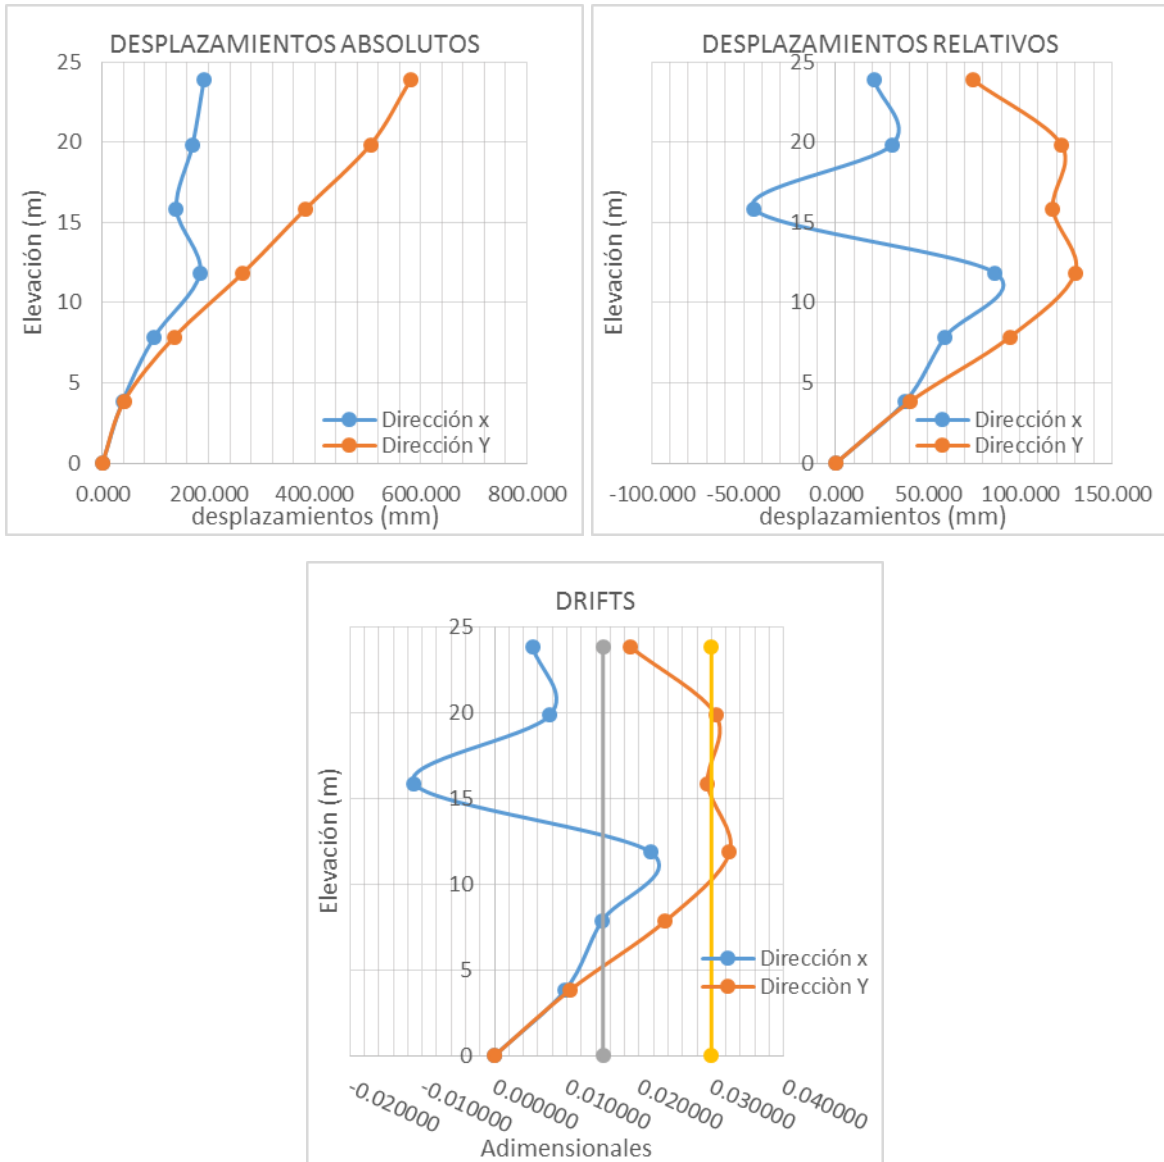 DESPLAZAMIENTOS ABSOLUTOS
25
20
15
10
5
0
Elevación (m)
Dirección x
Dirección Y
0.000 200.000 400.000 600.000 800.000
desplazamientos (mm)
DESPLAZAMIENTOS RELATIVOS
25
20
15
10
5
0
Elevación (m)
Dirección x
Dirección Y
-100.000 -50.000 0.000 50.000 100.000 150.000
desplazamientos (mm)
DRIFTS
25
20
15
10
5
0
Elevación (m)
Dirección x
Direcciòn Y
-0.020000 -0.010000 0.000000 0.010000 0.020000 0.030000 0.040000
Adimensionales